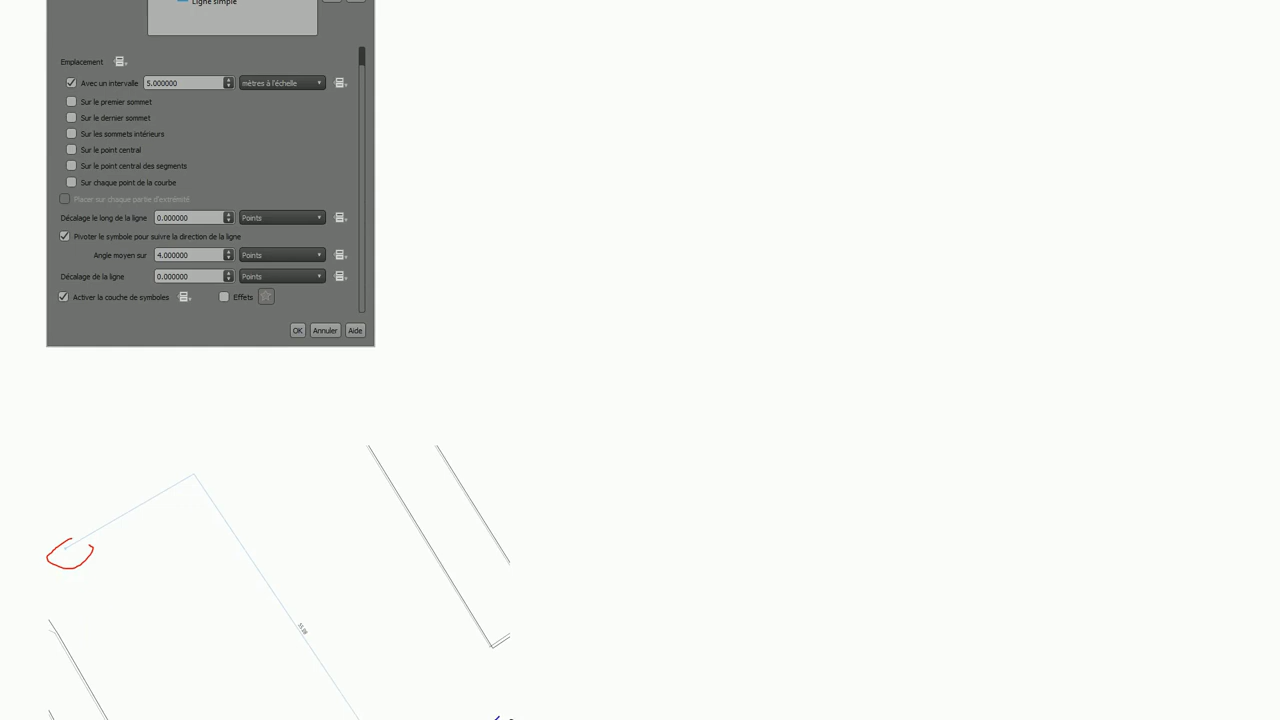 Ligne simple
Emplacement
Avec un intervalle 5.000000 mètres à l'échelle
Sur le premier sommet
Sur le dernier sommet
Sur les sommets intérieurs
Sur le point central
Sur le point central des segments
Sur chaque point de la courbe
Placer sur chaque partie d'extrémité
Décalage le long de la ligne 0.000000 Points
Pivoter le symbole pour suivre la direction de la ligne
Angle moyen sur 4.000000 Points
Décalage de la ligne 0.000000 Points
Activer la couche de symboles Effets
OK Annuler Aide